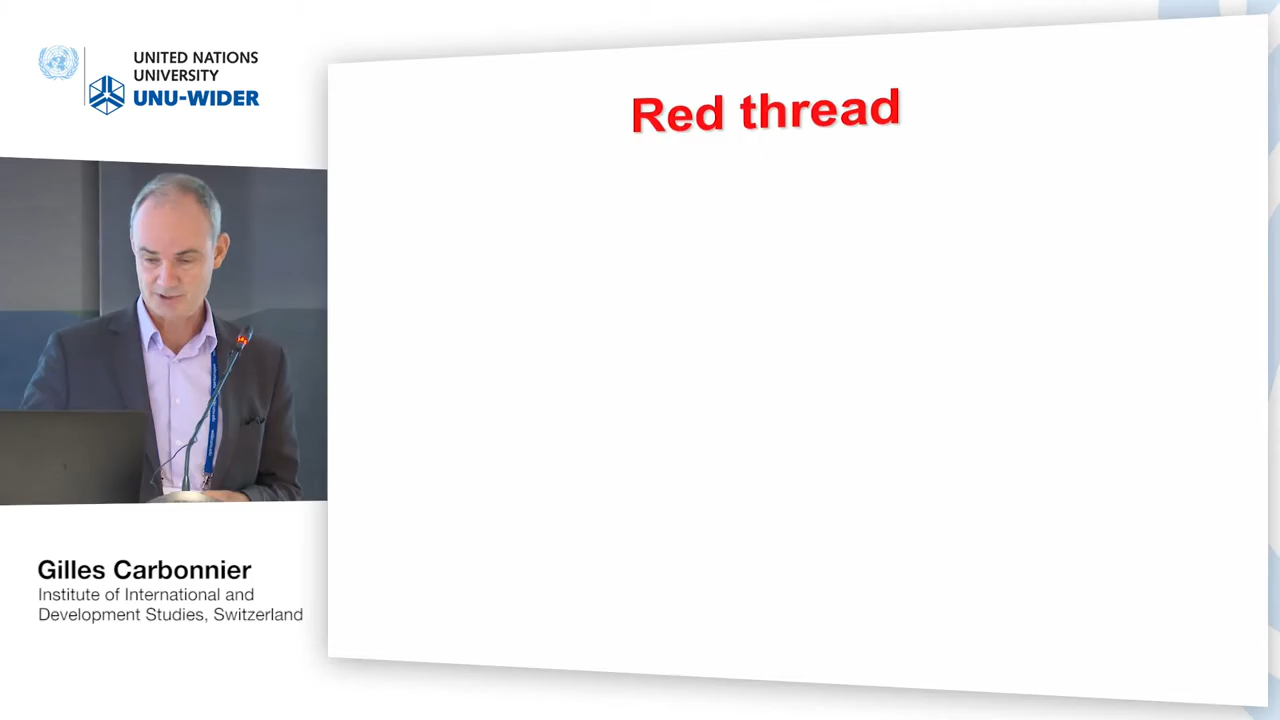 UNITED NATIONS
UNIVERSITY
UNU-WIDER
Red thread
Gilles Carbonnier
Institute of International and
Development Studies, Switzerland